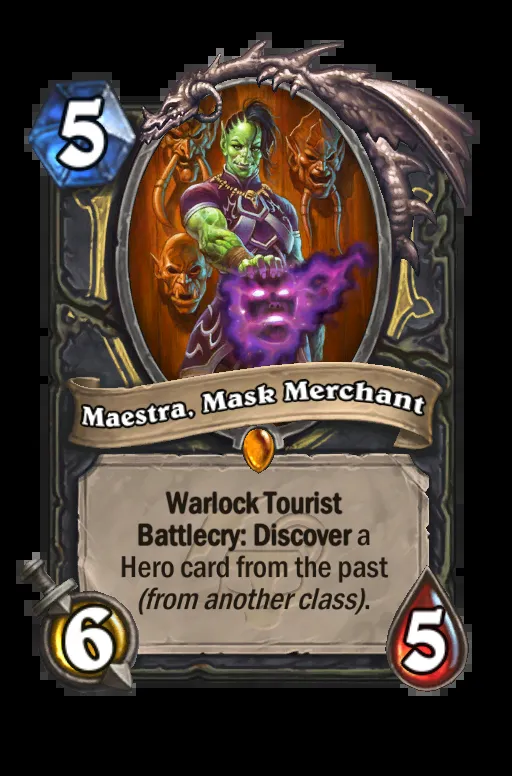 5
Maestra, Mask Merchant
Warlock Tourist
Battlecry: Discover a
Hero card from the past
(from another class).
6
5